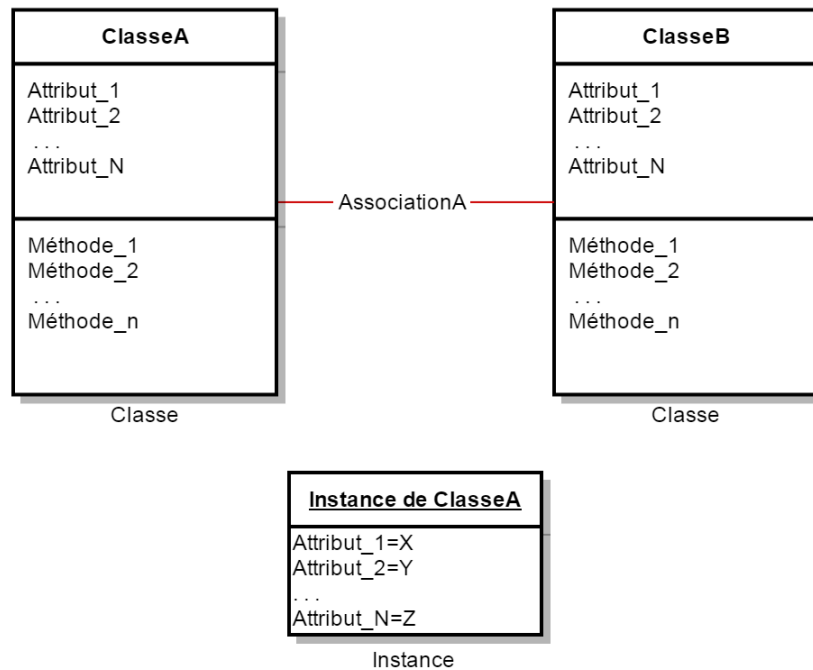 ClasseA
Attribut_1
Attribut_2
. . .
Attribut_N
Méthode_1
Méthode_2
. . .
Méthode_n
Classe
AssociationA
ClasseB
Attribut_1
Attribut_2
. . .
Attribut_N
Méthode_1
Méthode_2
. . .
Méthode_n
Classe
Instance de ClasseA
Attribut_1=X
Attribut_2=Y
. . .
Attribut_N=Z
Instance